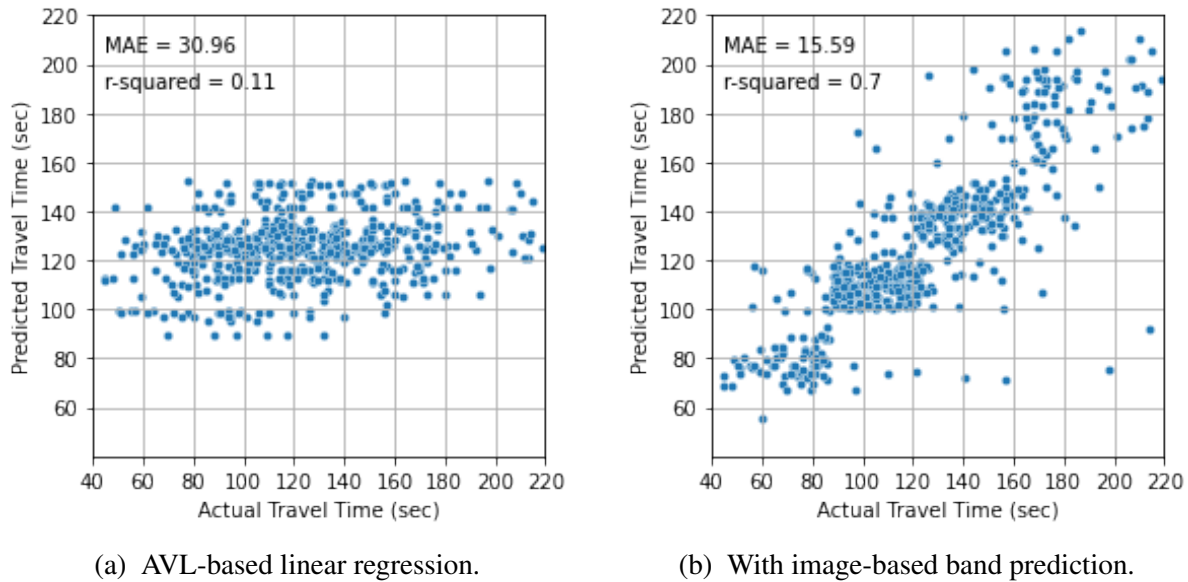 220
200
180
160
140
120
100
80
60
MAE = 30.96
r-squared = 0.11
Predicted Travel Time (sec)
40 60 80 100 120 140 160 180 200 220
Actual Travel Time (sec)
(a) AVL-based linear regression.
220
200
180
160
140
120
100
80
60
MAE = 15.59
r-squared = 0.7
Predicted Travel Time (sec)
40 60 80 100 120 140 160 180 200 220
Actual Travel Time (sec)
(b) With image-based band prediction.